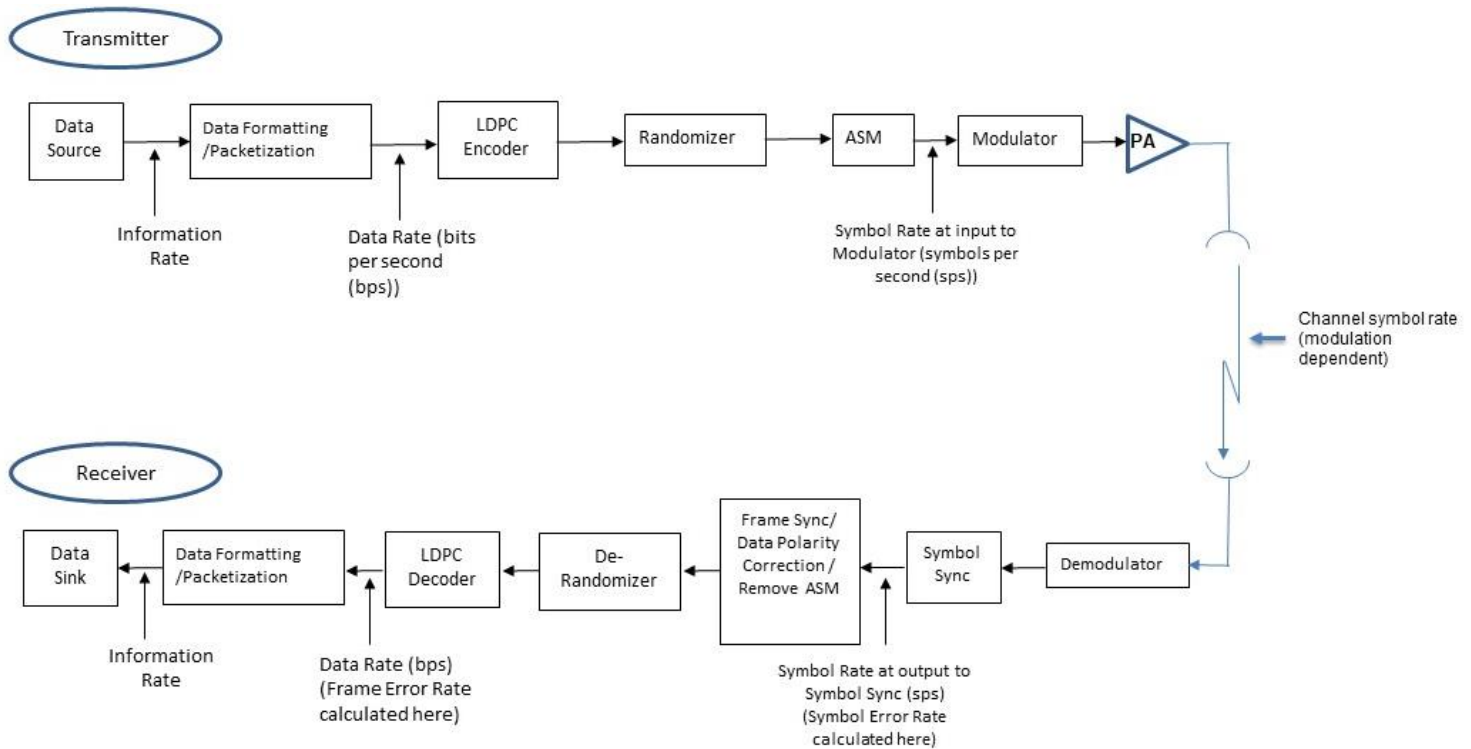 Transmitter
Data
Source
Data Formatting
/Packetization
LDPC
Encoder
Randomizer
ASM
Modulator
PA
Information
Rate
Data Rate (bits
per second
(bps))
Symbol Rate at input to
Modulator (symbols per
second (sps))
Channel symbol rate
(modulation
dependent)
Receiver
Data
Sink
Data Formatting
/Packetization
LDPC
Decoder
De-
Randomizer
Frame Sync/
Data Polarity
Correction /
Remove ASM
Symbol
Sync
Demodulator
Information
Rate
Data Rate (bps)
(Frame Error Rate
calculated here)
Symbol Rate at output to
Symbol Sync (sps)
(Symbol Error Rate
calculated here)